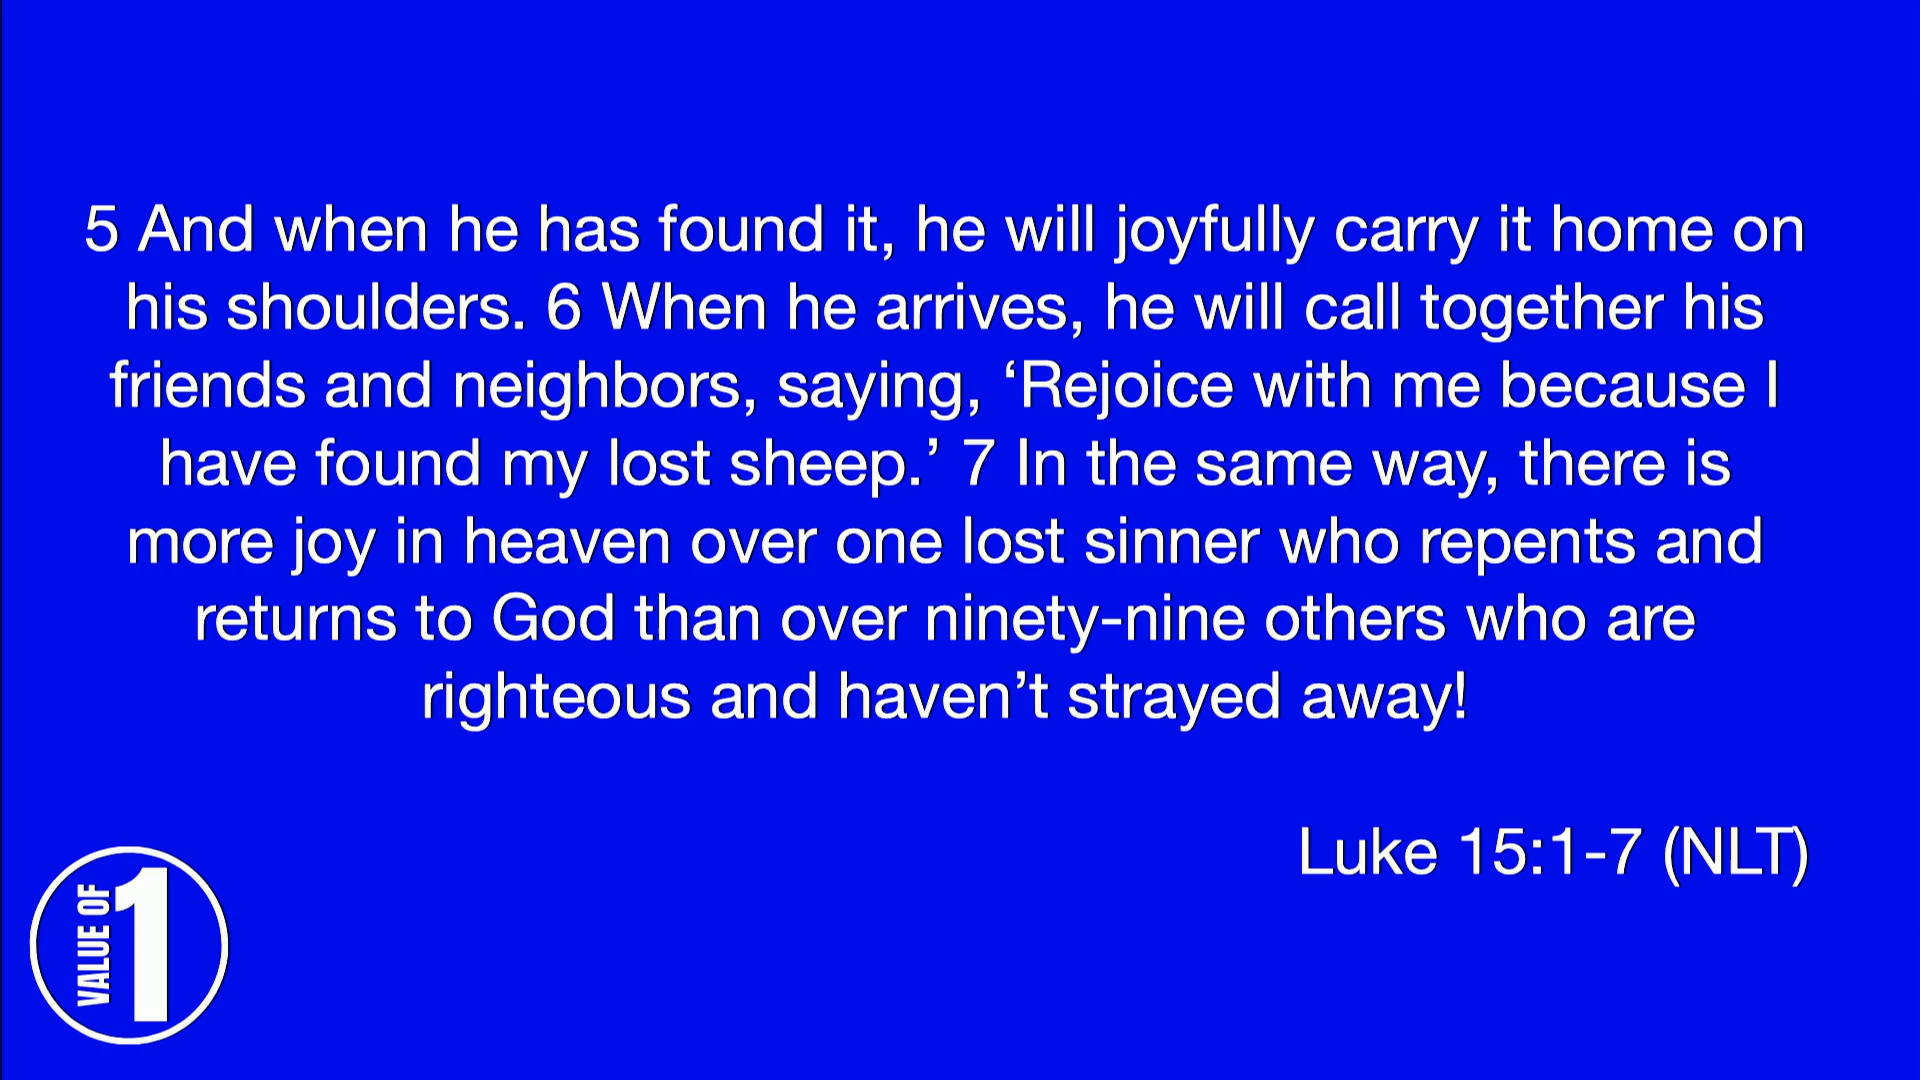 5 And when he has found it, he will joyfully carry it home on
his shoulders. 6 When he arrives, he will call together his
friends and neighbors, saying, ‘Rejoice with me because I
have found my lost sheep.’ 7 In the same way, there is
more joy in heaven over one lost sinner who repents and
returns to God than over ninety-nine others who are
righteous and haven’t strayed away!
Luke 15:1-7 (NLT)
VALUE OF
1